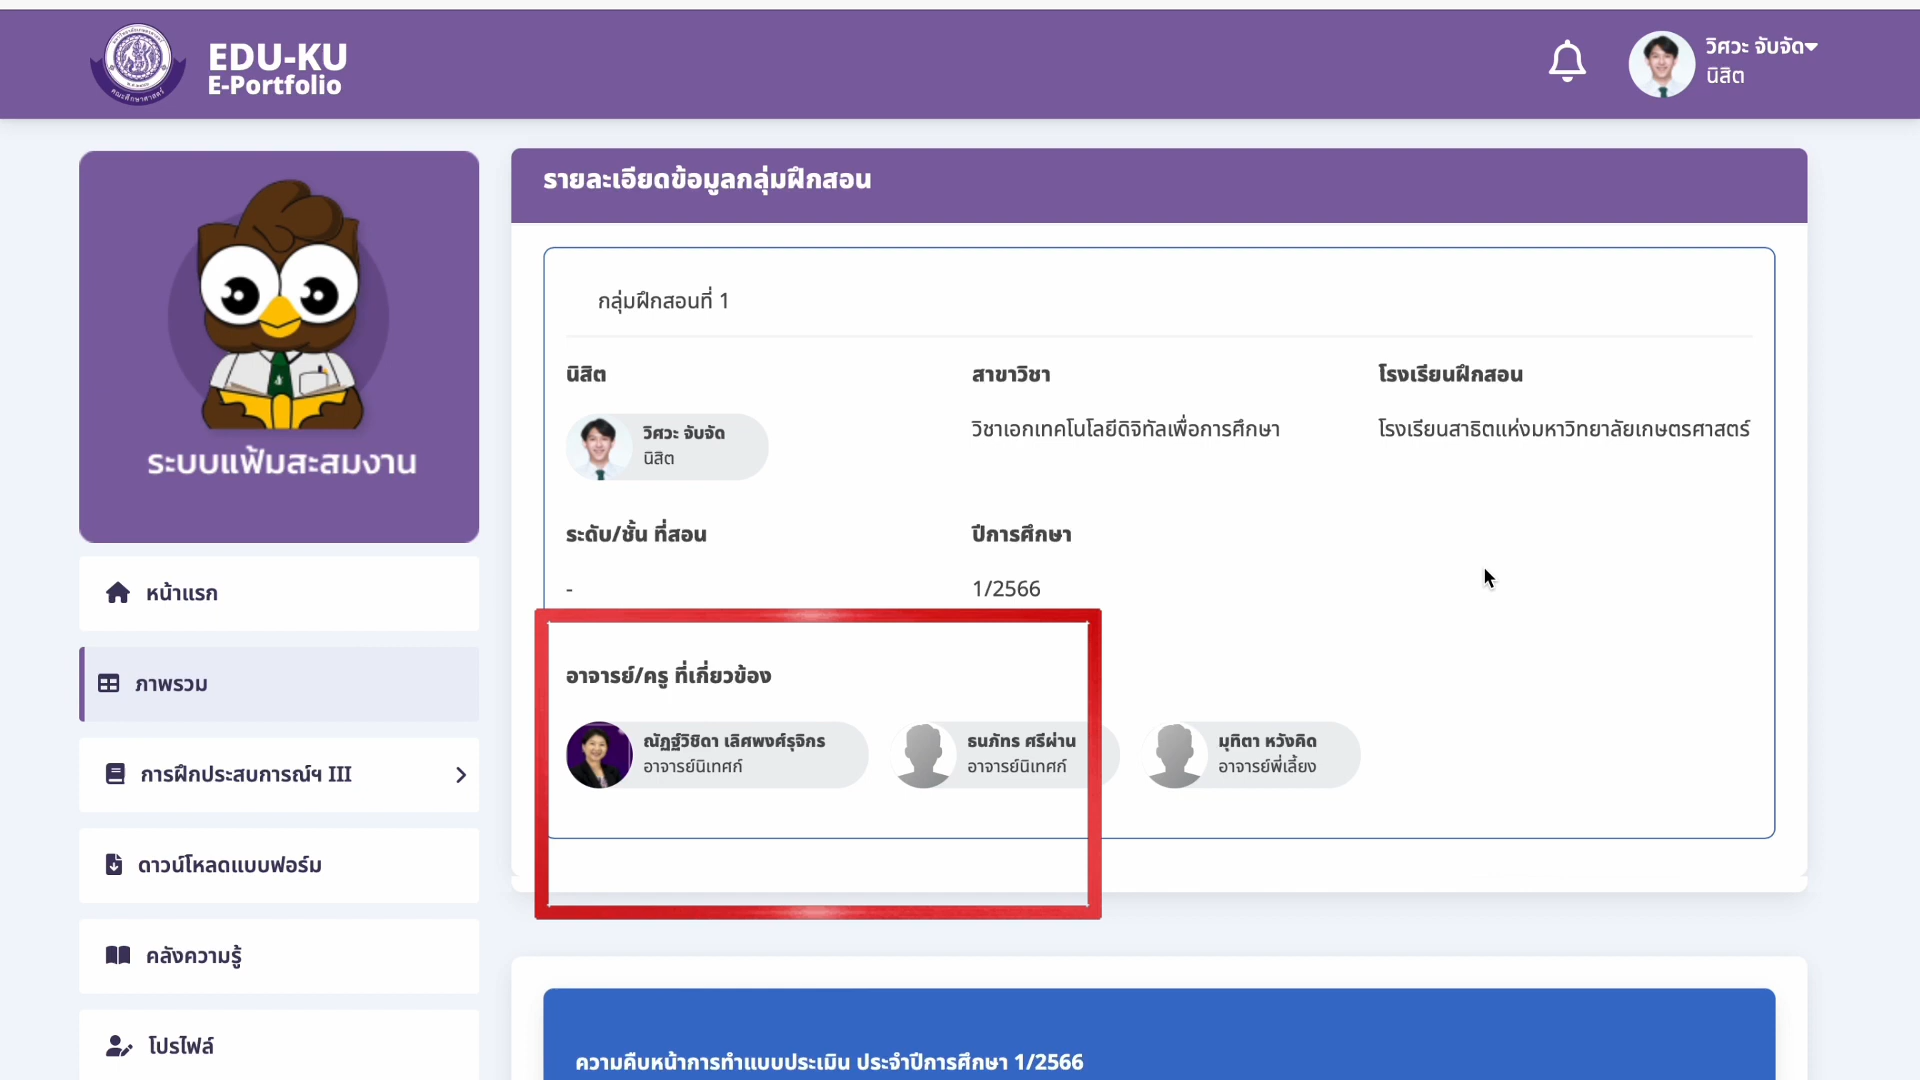 EDU-KU
E-Portfolio
คณะศึกษาศาสตร์
วิศวะ จับจัด
นิสิต
ระบบแฟ้มสะสมงาน
หน้าแรก
ภาพรวม
การฝึกประสบการณ์ฯ III
ดาวน์โหลดแบบฟอร์ม
คลังความรู้
โปรไฟล์
รายละเอียดข้อมูลกลุ่มฝึกสอน
กลุ่มฝึกสอนที่ 1
นิสิต
สาขาวิชา
โรงเรียนฝึกสอน
วิศวะ จับจัด
นิสิต
วิชาเอกเทคโนโลยีดิจิทัลเพื่อการศึกษา
โรงเรียนสาธิตแห่งมหาวิทยาลัยเกษตรศาสตร์
ระดับ/ชั้น ที่สอน
ปีการศึกษา
-
1/2566
อาจารย์/ครู ที่เกี่ยวข้อง
ณัฏฐ์วิชิดา เลิศพงศ์รุจิกร
อาจารย์นิเทศก์
ธนภัทร ศรีผ่าน
อาจารย์นิเทศก์
มุทิตา หวังคิด
อาจารย์พี่เลี้ยง
ความคืบหน้าการทำแบบประเมิน ประจำปีการศึกษา 1/2566